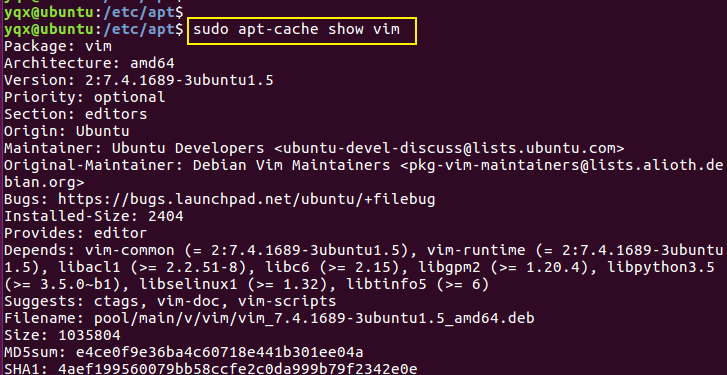 yqx@ubuntu:/etc/apt$
yqx@ubuntu:/etc/apt$ sudo apt-cache show vim
Package: vim
Architecture: amd64
Version: 2:7.4.1689-3ubuntu1.5
Priority: optional
Section: editors
Origin: Ubuntu
Maintainer: Ubuntu Developers <ubuntu-devel-discuss@lists.ubuntu.com>
Original-Maintainer: Debian Vim Maintainers <pkg-vim-maintainers@lists.alioth.de
bian.org>
Bugs: https://bugs.launchpad.net/ubuntu/+filebug
Installed-Size: 2404
Provides: editor
Depends: vim-common (= 2:7.4.1689-3ubuntu1.5), vim-runtime (= 2:7.4.1689-3ubuntu
1.5), libacl1 (>= 2.2.51-8), libc6 (>= 2.15), libgpm2 (>= 1.20.4), libpython3.5
(>= 3.5.0~b1), libselinux1 (>= 1.32), libtinfo5 (>= 6)
Suggests: ctags, vim-doc, vim-scripts
Filename: pool/main/v/vim/vim_7.4.1689-3ubuntu1.5_amd64.deb
Size: 1035804
MD5sum: e4ce0f9e36ba4c60718e441b301ee04a
SHA1: 4aef199560079bb58ccfe2c0da999b79f2342e0e